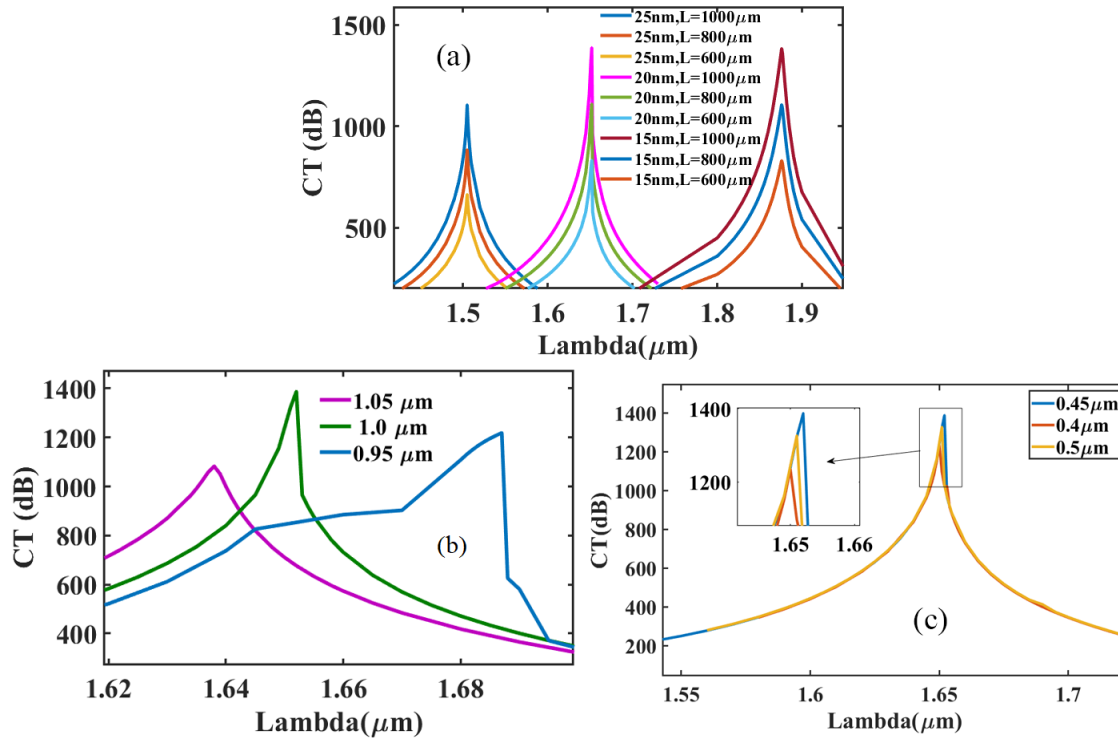 (a)
CT (dB)
1500
1000
500
25nm,L=1000μm
25nm,L=800μm
25nm,L=600μm
20nm,L=1000μm
20nm,L=800μm
20nm,L=600μm
15nm,L=1000μm
15nm,L=800μm
15nm,L=600μm
1.5 1.6 1.7 1.8 1.9
Lambda(μm)
CT (dB)
1400
1200
1000
800
600
400
1.05 μm
1.0 μm
0.95 μm
(b)
1.62 1.64 1.66 1.68
Lambda(μm)
CT(dB)
1400
1200
1000
800
600
400
200
1400
1200
1.65 1.66
0.45μm
0.4μm
0.5μm
(c)
1.55 1.6 1.65 1.7
Lambda(μm)